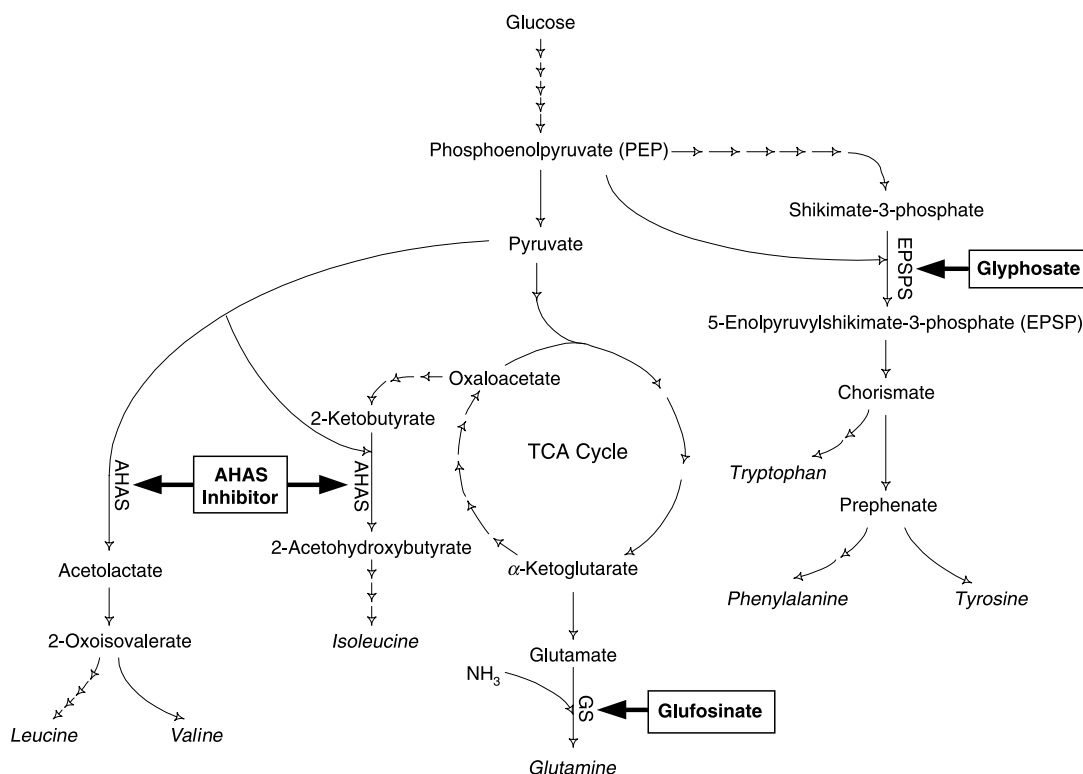 Glucose
Phosphoenolpyruvate (PEP)
Shikimate-3-phosphate
Pyruvate
EPSPS
Glyphosate
5-Enolpyruvylshikimate-3-phosphate (EPSP)
Oxaloacetate
Chorismate
2-Ketobutyrate
TCA Cycle
Tryptophan
AHAS
AHAS
Inhibitor
AHAS
Prephenate
2-Acetohydroxybutyrate
Acetolactate
α-Ketoglutarate
Phenylalanine
Tyrosine
2-Oxoisovalerate
Isoleucine
Glutamate
NH₃
GS
Glufosinate
Leucine
Valine
Glutamine